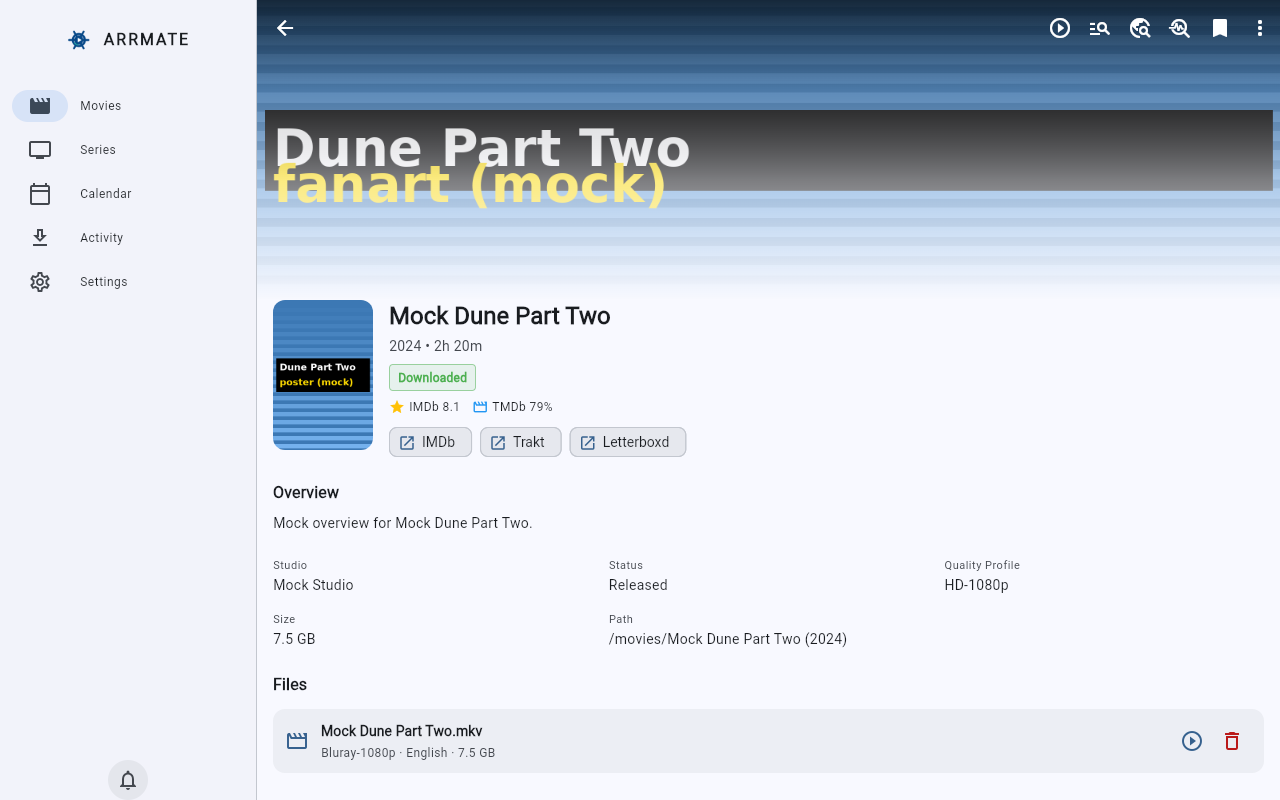 ARRMATE
Movies
Series
Calendar
Activity
Settings
Dune Part Two
fanart (mock)
Dune Part Two
poster (mock)
Mock Dune Part Two
2024 • 2h 20m
Downloaded
IMDb 8.1 TMDb 79%
IMDb Trakt Letterboxd
Overview
Mock overview for Mock Dune Part Two.
Studio Status Quality Profile
Mock Studio Released HD-1080p
Size Path
7.5 GB /movies/Mock Dune Part Two (2024)
Files
Mock Dune Part Two.mkv
Bluray-1080p · English · 7.5 GB